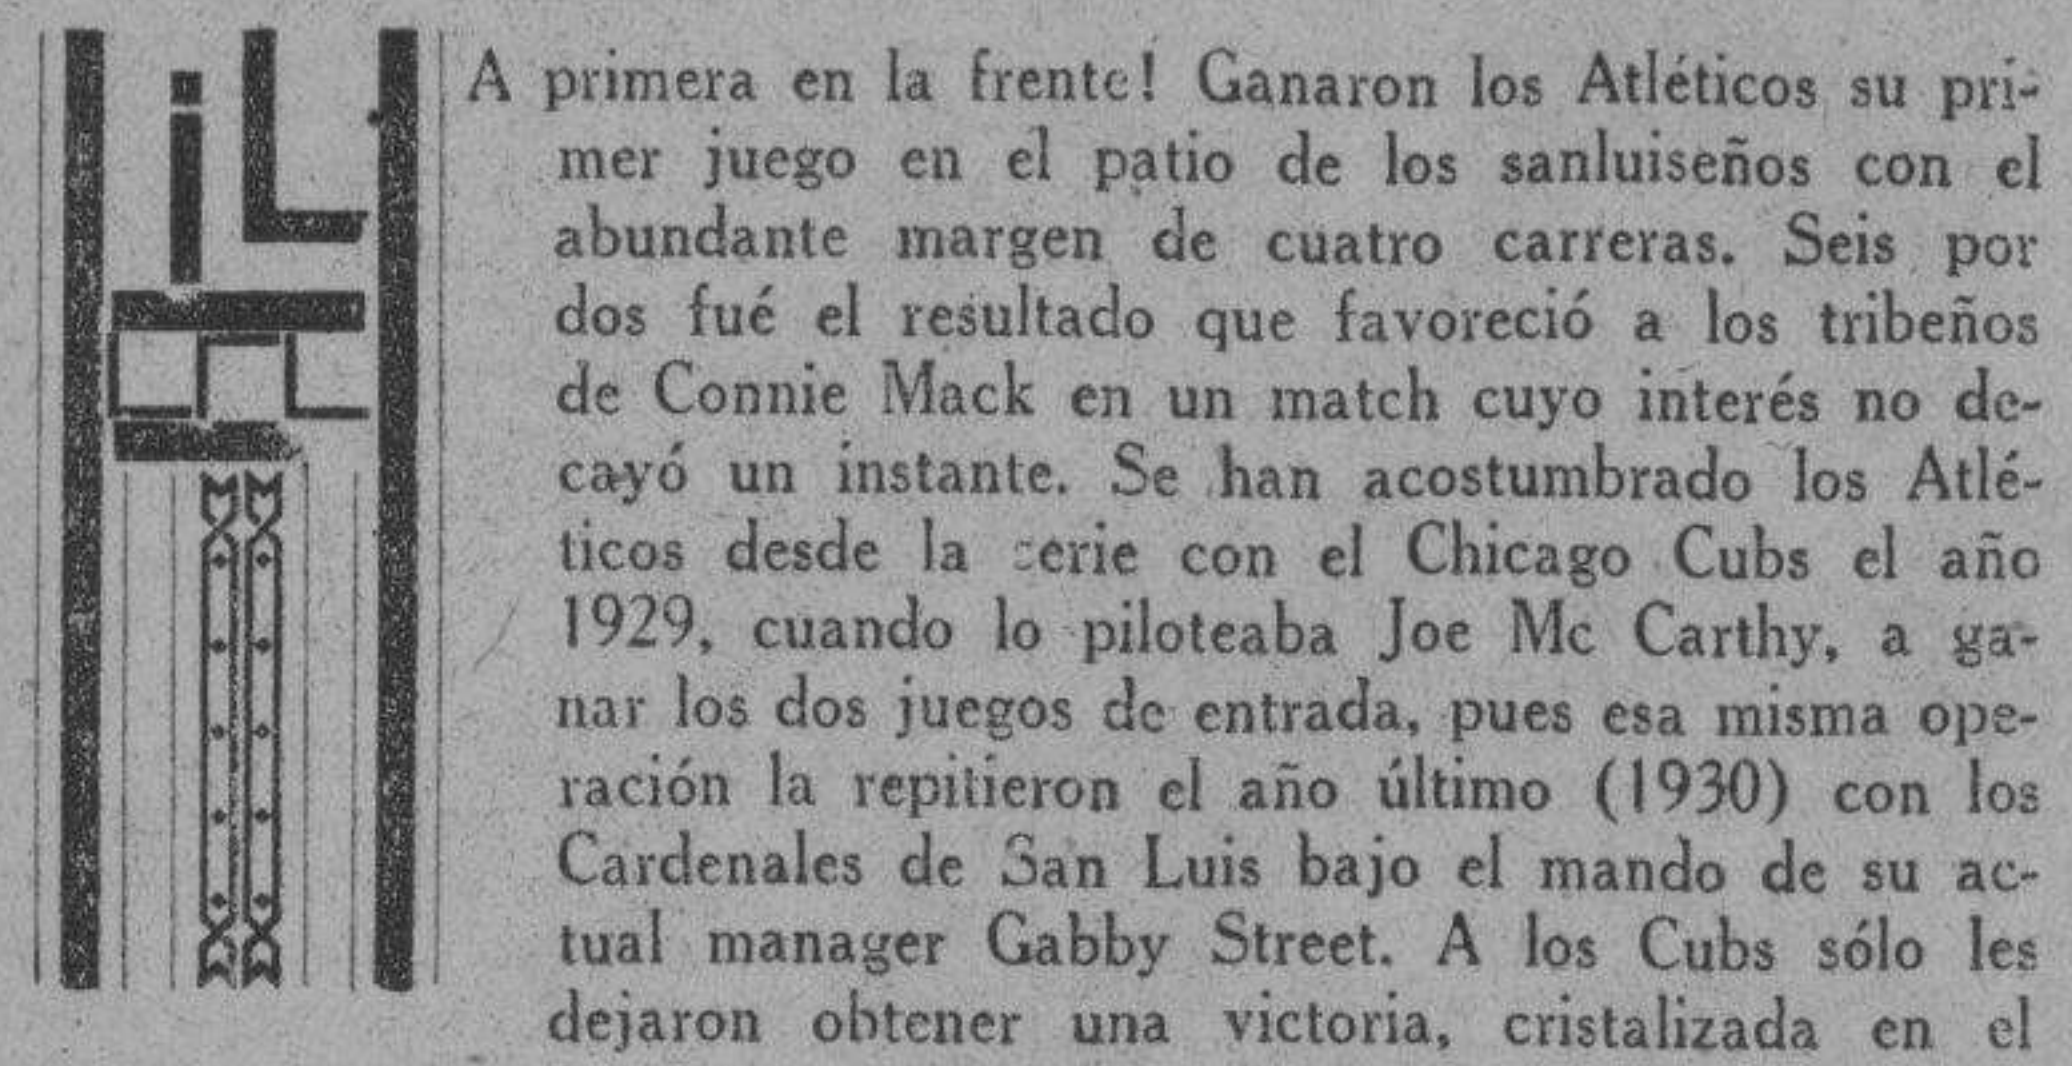 ¡LA primera en la frente! Ganaron los Atléticos su pri-
mer juego en el patio de los sanluiseños con el
abundante margen de cuatro carreras. Seis por
dos fué el resultado que favoreció a los tribeños
de Connie Mack en un match cuyo interés no de-
cayó un instante. Se han acostumbrado los Atlé-
ticos desde la serie con el Chicago Cubs el año
1929, cuando lo piloteaba Joe Mc Carthy, a ga-
nar los dos juegos de entrada, pues esa misma ope-
ración la repitieron el año último (1930) con los
Cardenales de San Luis bajo el mando de su ac-
tual manager Gabby Street. A los Cubs sólo les
dejaron obtener una victoria, cristalizada en el